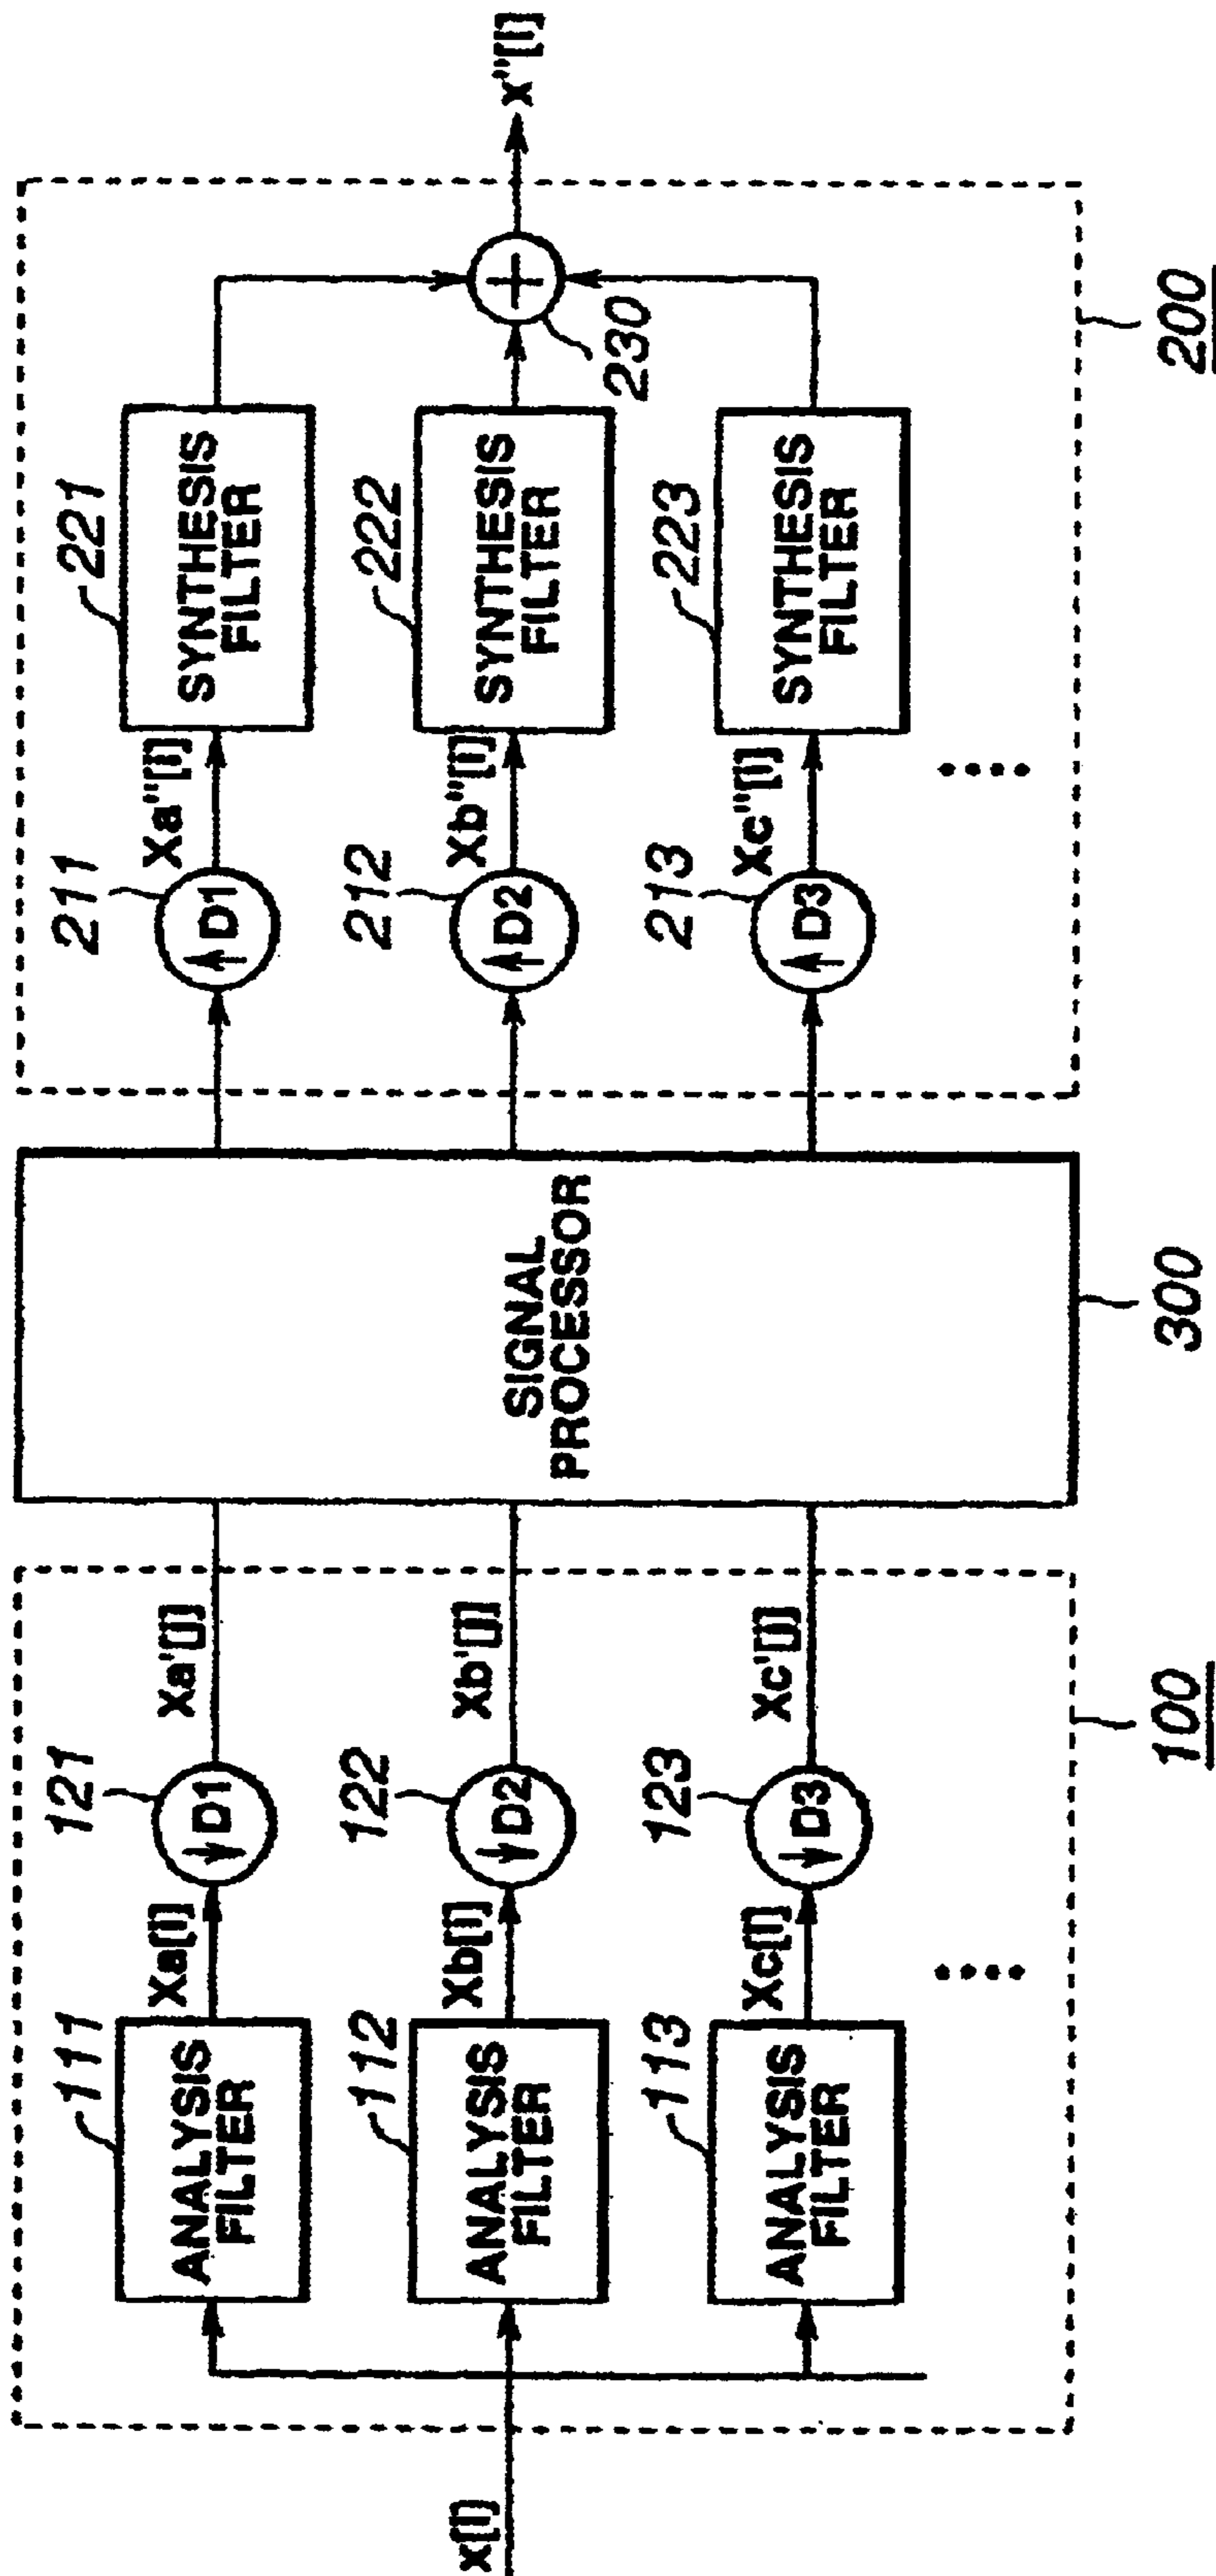 x[i]
111
ANALYSIS
FILTER
Xa[i]
121
↓D1
Xa'[j]
112
ANALYSIS
FILTER
Xb[i]
122
↓D2
Xb'[j]
113
ANALYSIS
FILTER
Xc[i]
123
↓D3
Xc'[j]
100
SIGNAL
PROCESSOR
300
211
↑D1
Xa"[i]
221
SYNTHESIS
FILTER
212
↑D2
Xb"[i]
222
SYNTHESIS
FILTER
213
↑D3
Xc"[i]
223
SYNTHESIS
FILTER
+
230
x"[i]
200